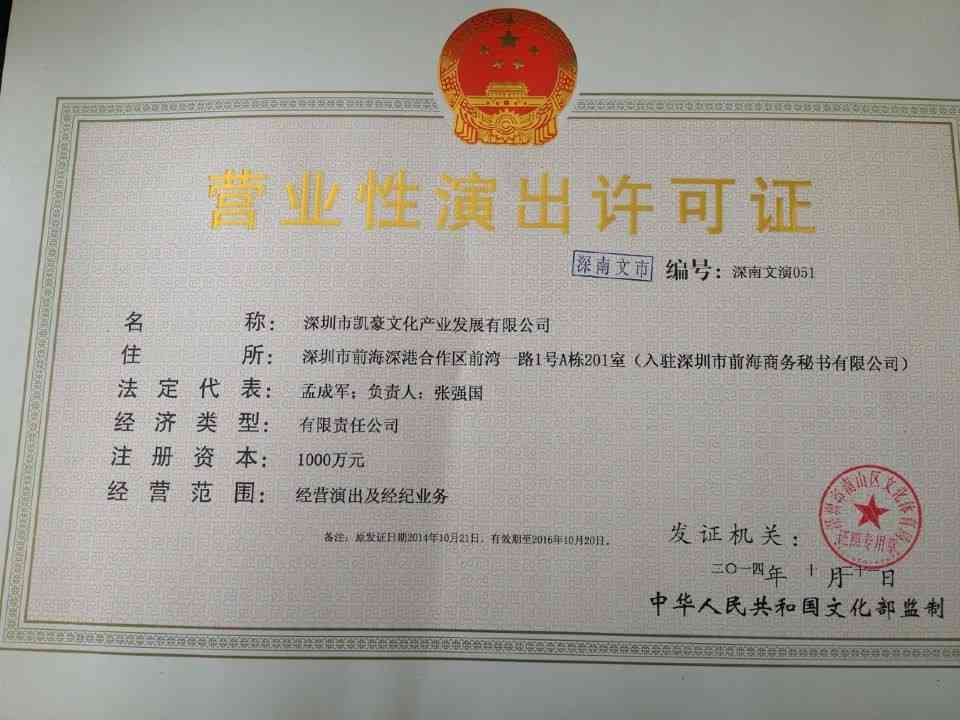 营业性演出许可证
深南文市 编号：深南文演051
名称：深圳市凯豪文化产业发展有限公司
住所：深圳市前海深港合作区前湾一路1号A栋201室（入驻深圳市前海商务秘书有限公司）
法定代表：孟成军；负责人：张强国
经济类型：有限责任公司
注册资本：1000万元
经营范围：经营演出及经纪业务
备注：原发证日期2014年10月21日，有效期至2016年10月20日。
发证机关：
二〇一四年十月二十一日
中华人民共和国文化部监制